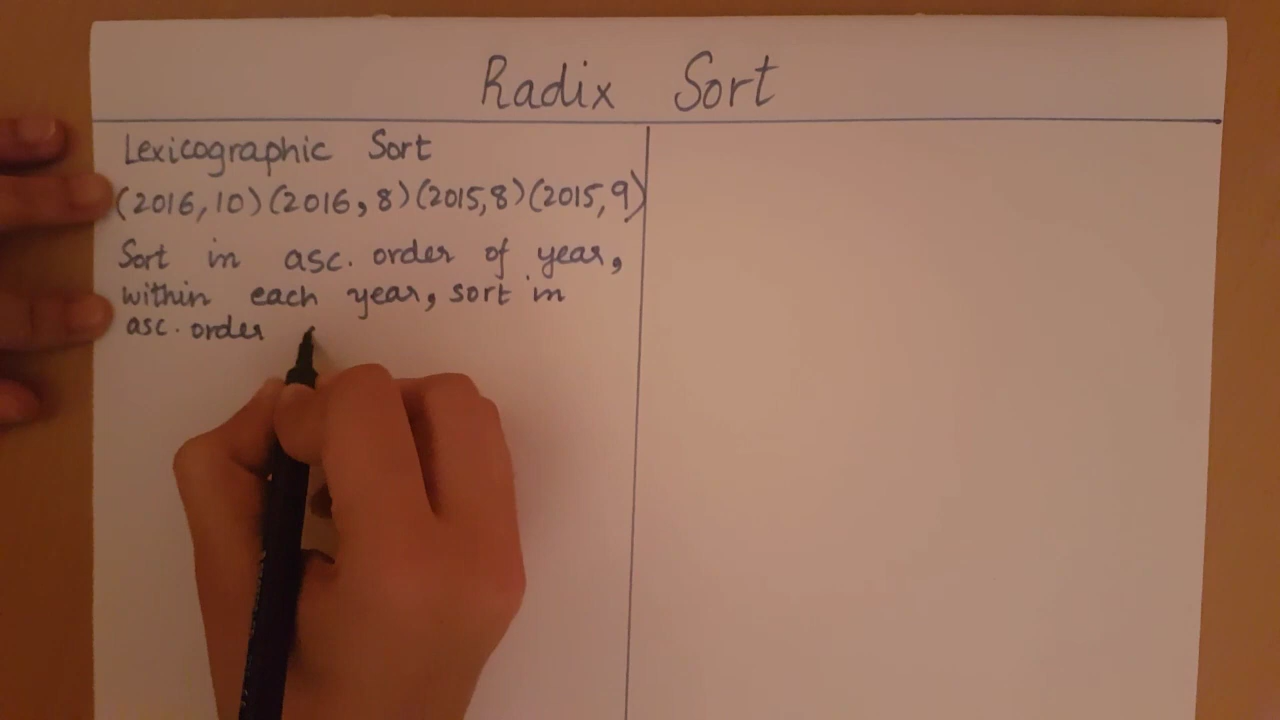 Radix Sort
Lexicographic Sort
(2016,10) (2016,8) (2015,8) (2015,9)
Sort in asc. order of year,
within each year, sort in
asc. order